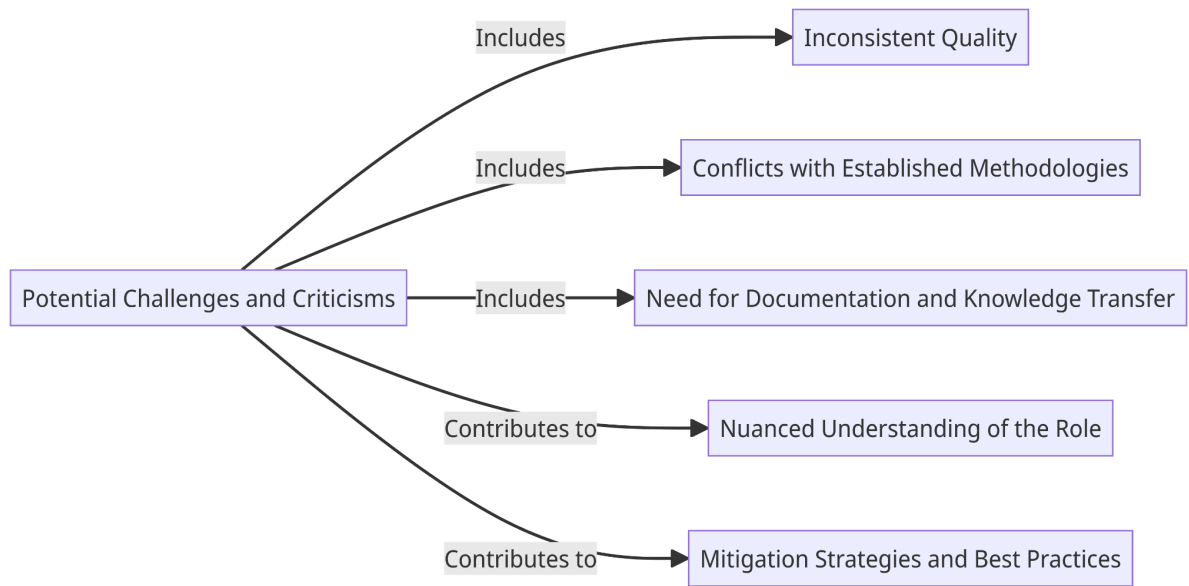 Includes
Inconsistent Quality
Includes
Conflicts with Established Methodologies
Potential Challenges and Criticisms
Includes
Need for Documentation and Knowledge Transfer
Contributes to
Nuanced Understanding of the Role
Contributes to
Mitigation Strategies and Best Practices